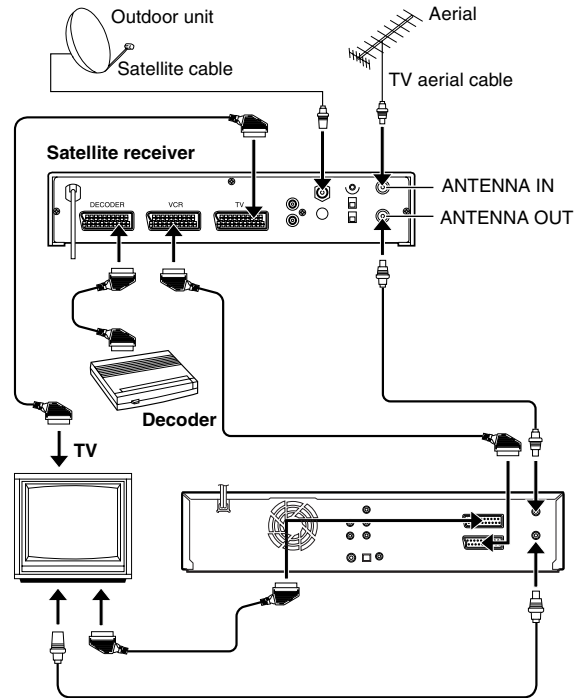 Outdoor unit
Aerial
Satellite cable
TV aerial cable
Satellite receiver
ANTENNA IN
DECODER
VCR
TV
ANTENNA OUT
Decoder
TV